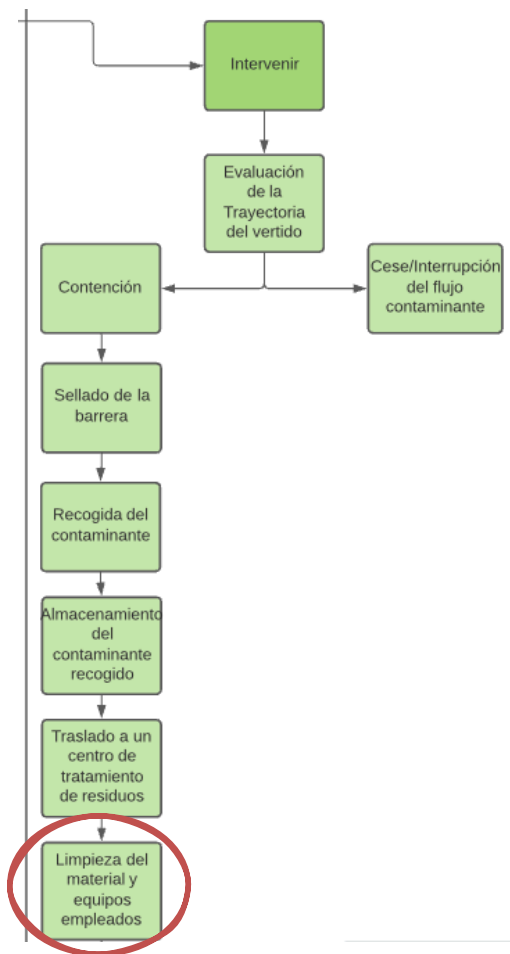 Intervenir
Evaluación
de la
Trayectoria
del vertido
Contención
Cese/Interrupción
del flujo
contaminante
Sellado de la
barrera
Recogida del
contaminante
Almacenamiento
del
contaminante
recogido
Traslado a un
centro de
tratamiento
de residuos
Limpieza del
material y
equipos
empleados